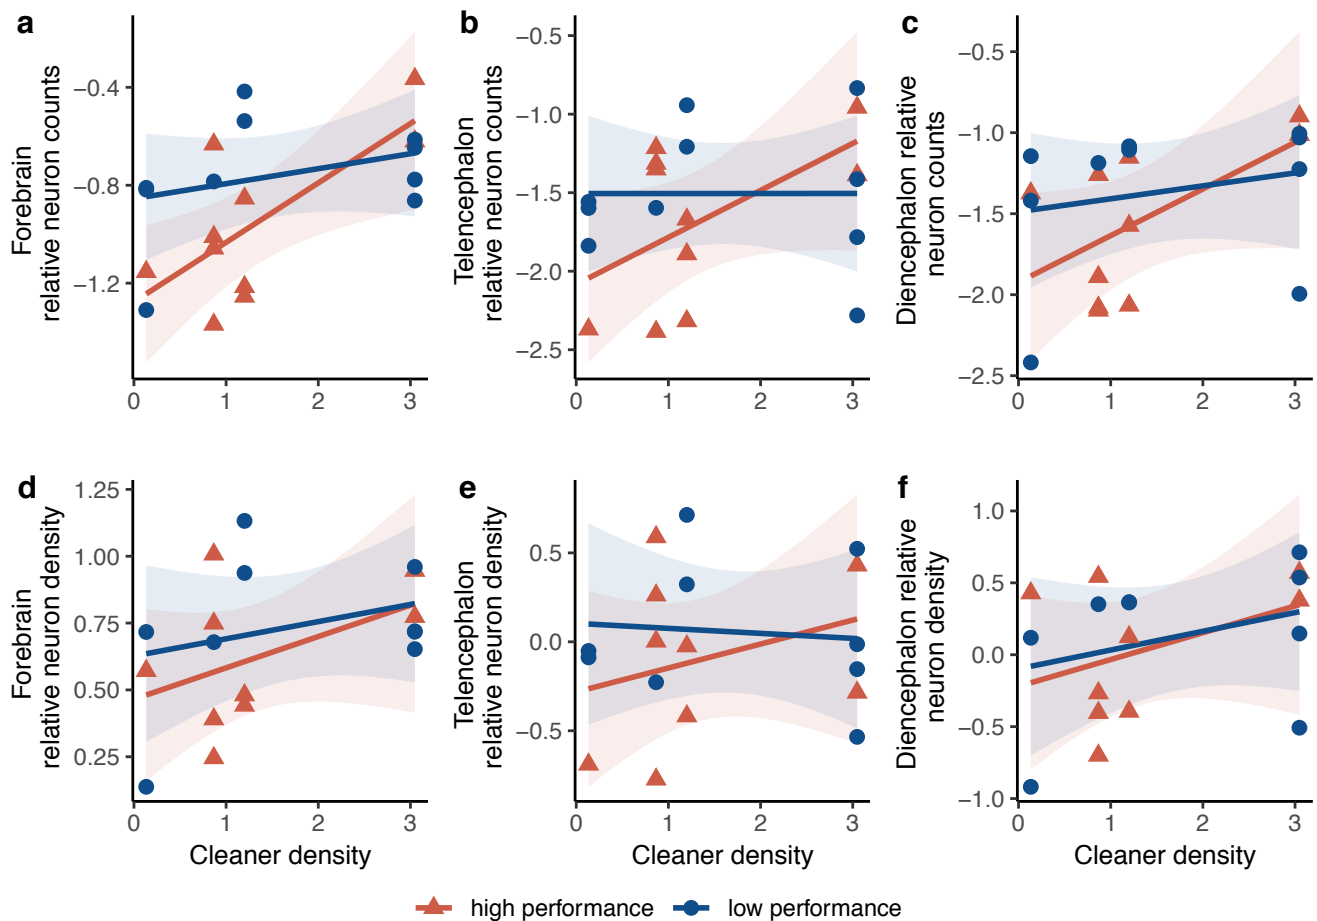 a
Forebrain
relative neuron counts
−0.4
−0.8
−1.2
0 1 2 3
b
Telencephalon
relative neuron counts
−0.5
−1.0
−1.5
−2.0
−2.5
0 1 2 3
c
Diencephalon relative
neuron counts
−0.5
−1.0
−1.5
−2.0
−2.5
0 1 2 3
d
Forebrain
relative neuron density
1.25
1.00
0.75
0.50
0.25
0 1 2 3
Cleaner density
e
Telencephalon
relative neuron density
0.5
0.0
−0.5
0 1 2 3
Cleaner density
f
Diencephalon relative
neuron density
1.0
0.5
0.0
−0.5
−1.0
0 1 2 3
Cleaner density
high performance low performance